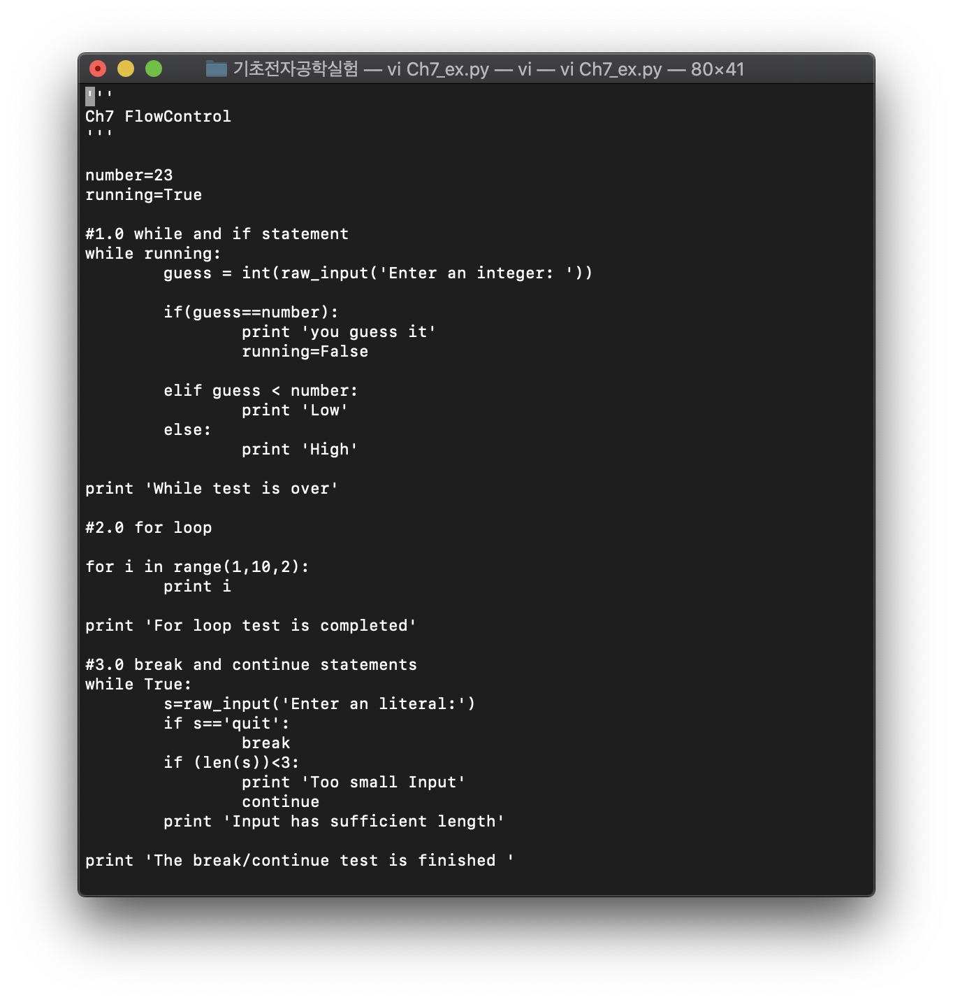 기초전자공학실험 — vi Ch7_ex.py — vi — vi Ch7_ex.py — 80×41
'''
Ch7 FlowControl
'''

number=23
running=True

#1.0 while and if statement
while running:
        guess = int(raw_input('Enter an integer: '))

        if(guess==number):
                print 'you guess it'
                running=False

        elif guess < number:
                print 'Low'
        else:
                print 'High'

print 'While test is over'

#2.0 for loop

for i in range(1,10,2):
        print i

print 'For loop test is completed'

#3.0 break and continue statements
while True:
        s=raw_input('Enter an literal:')
        if s=='quit':
                break
        if (len(s))<3:
                print 'Too small Input'
                continue
        print 'Input has sufficient length'

print 'The break/continue test is finished '